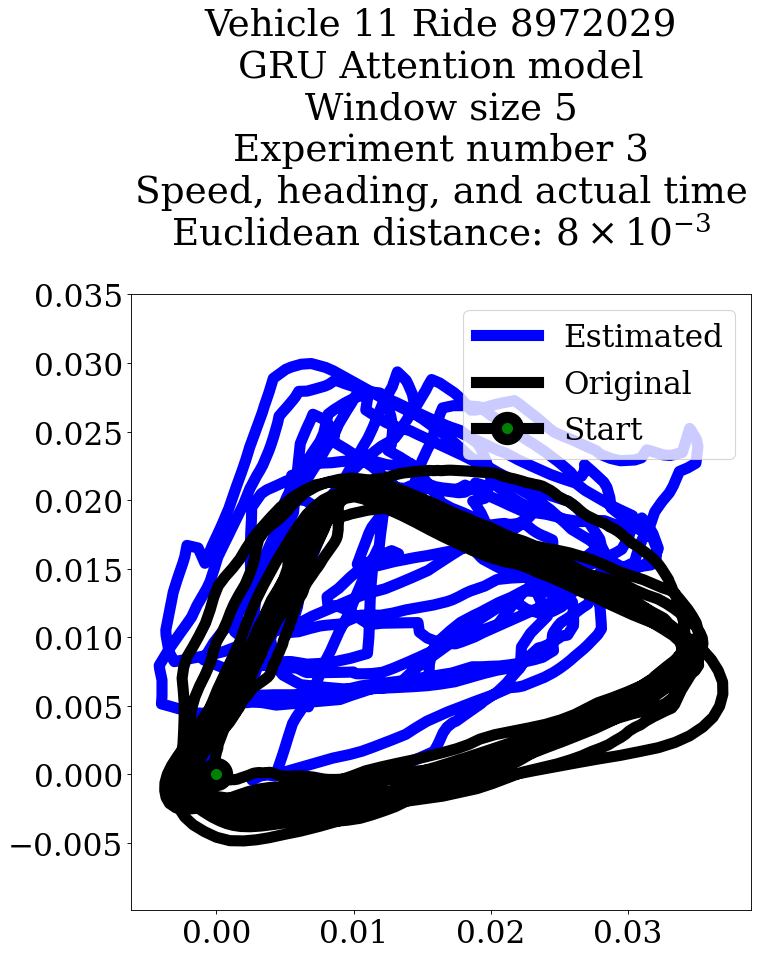 Vehicle 11 Ride 8972029
GRU Attention model
Window size 5
Experiment number 3
Speed, heading, and actual time
Euclidean distance: 8 × 10⁻³
0.035
0.030
0.025
0.020
0.015
0.010
0.005
0.000
−0.005
Estimated
Original
Start
0.00 0.01 0.02 0.03